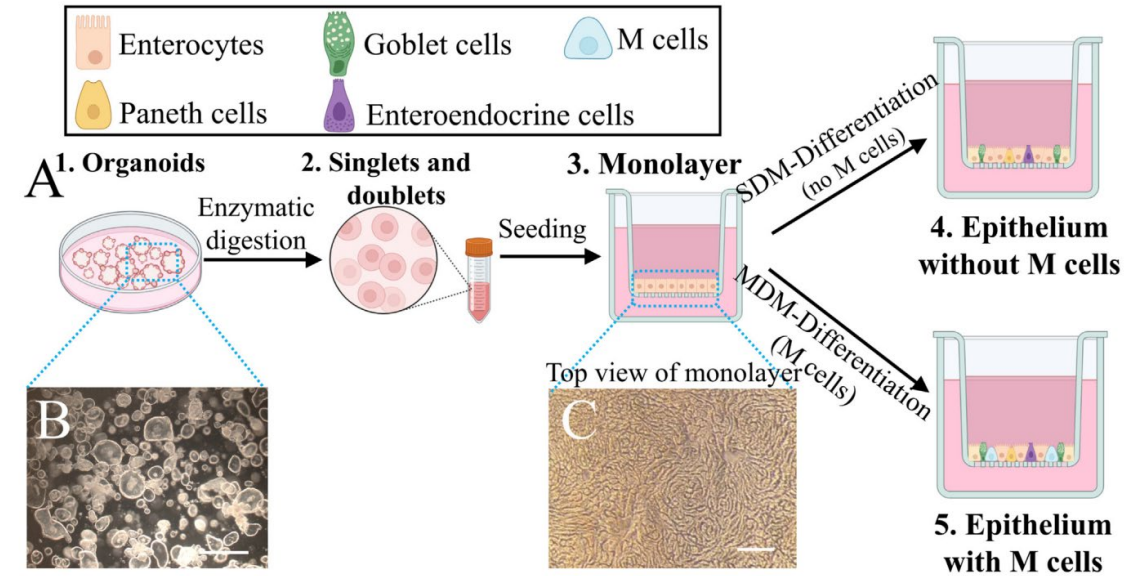 Enterocytes
Goblet cells
M cells
Paneth cells
Enteroendocrine cells
A
1. Organoids
2. Singlets and
doublets
3. Monolayer
Enzymatic
digestion
Seeding
SDM-Differentiation
(no M cells)
4. Epithelium
without M cells
MDM-Differentiation
(M cells)
Top view of monolayer
B
C
5. Epithelium
with M cells